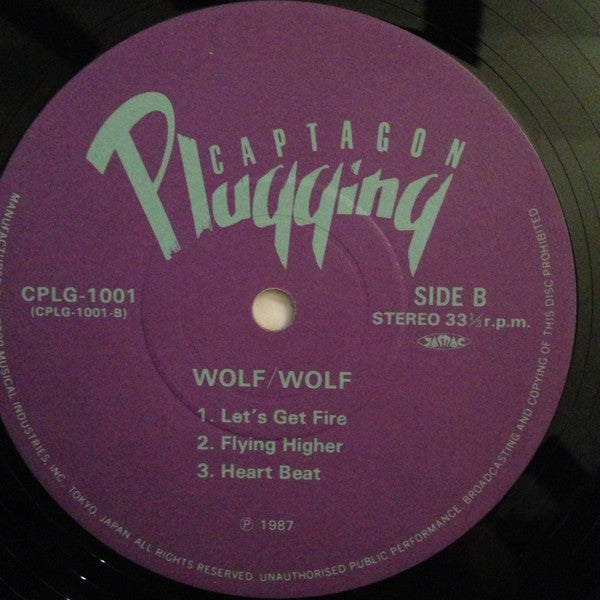 CAPTAGON
Plugging
CPLG-1001
(CPLG-1001-B)
SIDE B
STEREO 33⅓ r.p.m.
JASRAC
WOLF/WOLF
1. Let's Get Fire
2. Flying Higher
3. Heart Beat
℗ 1987
MUSICAL INDUSTRIES, INC. TOKYO, JAPAN. ALL RIGHTS RESERVED. UNAUTHORISED PUBLIC PERFORMANCE, BROADCASTING AND COPYING OF THIS DISC PROHIBITED